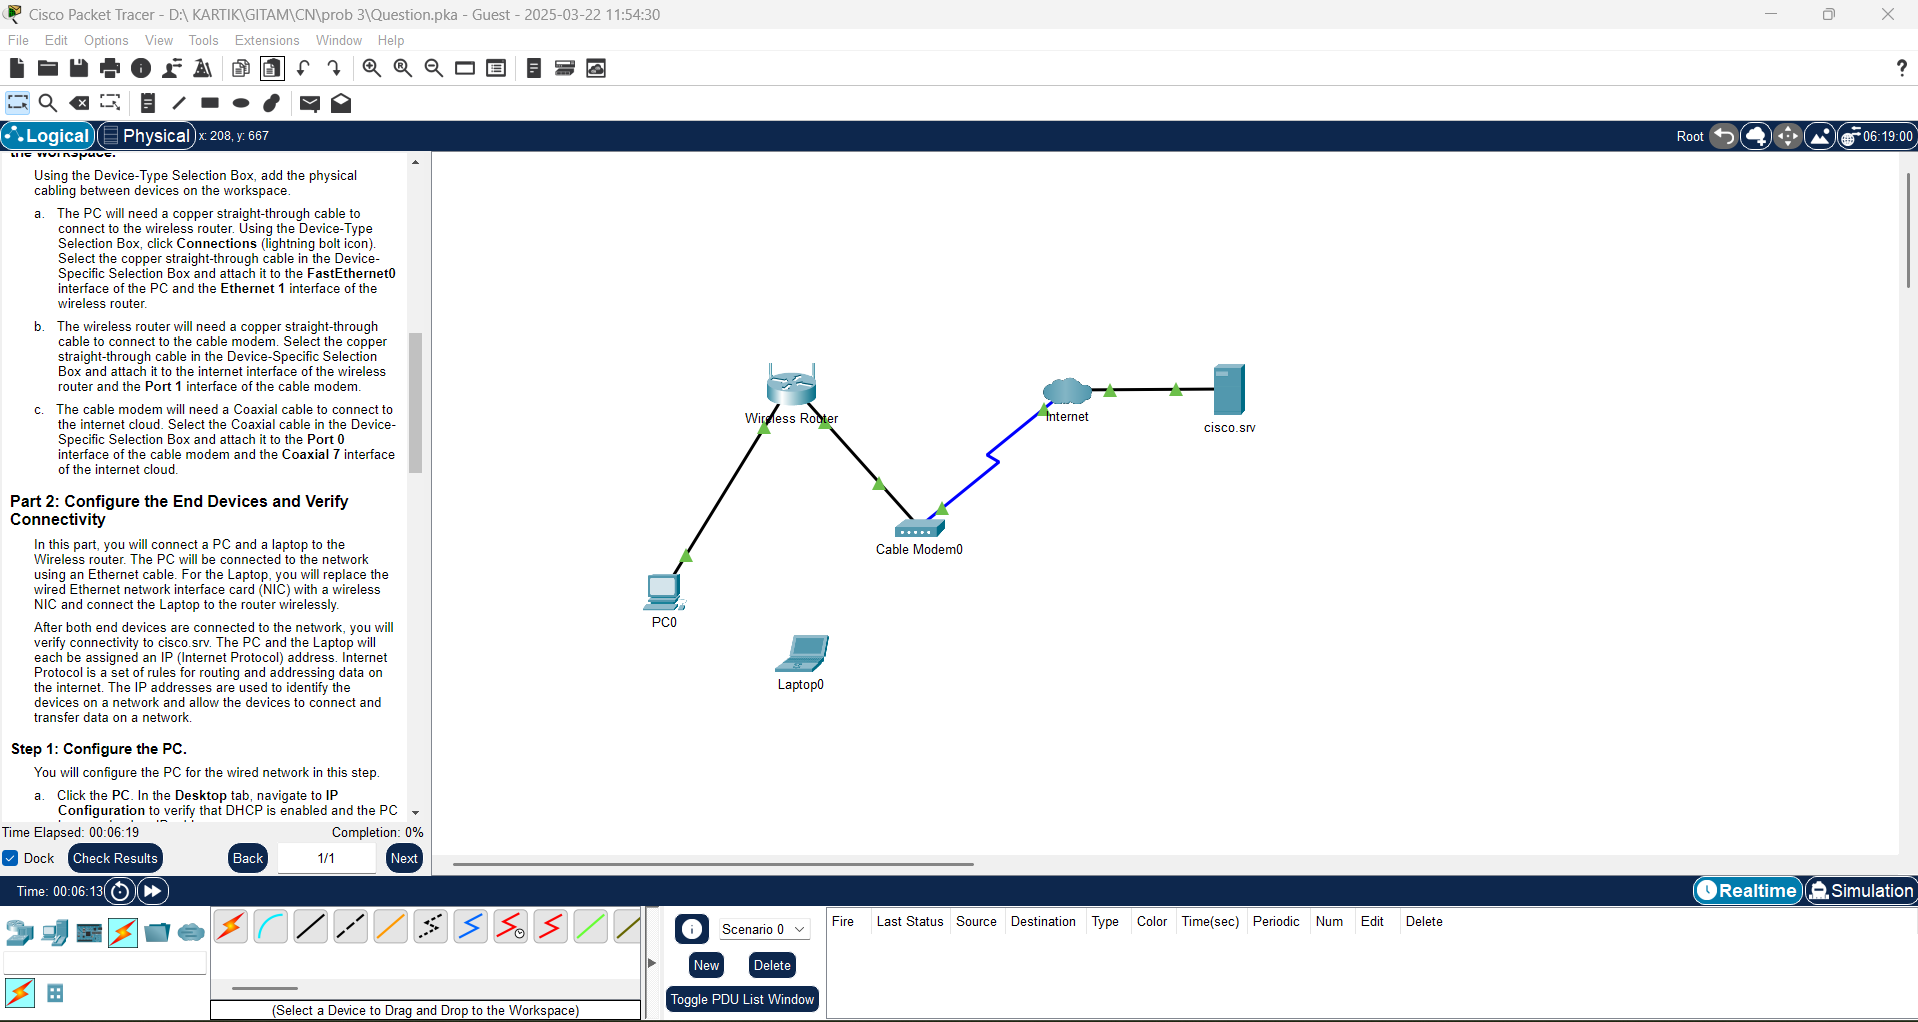 Cisco Packet Tracer - D:\ KARTIK\GITAM\CN\prob 3\Question.pka - Guest - 2025-03-22 11:54:30
File Edit Options View Tools Extensions Window Help
?
Logical Physical x: 208, y: 667
Root 06:19:00
the workspace.
Using the Device-Type Selection Box, add the physical
cabling between devices on the workspace.
a. The PC will need a copper straight-through cable to
connect to the wireless router. Using the Device-Type
Selection Box, click Connections (lightning bolt icon).
Select the copper straight-through cable in the Device-
Specific Selection Box and attach it to the FastEthernet0
interface of the PC and the Ethernet 1 interface of the
wireless router.
b. The wireless router will need a copper straight-through
cable to connect to the cable modem. Select the copper
straight-through cable in the Device-Specific Selection
Box and attach it to the internet interface of the wireless
router and the Port 1 interface of the cable modem.
c. The cable modem will need a Coaxial cable to connect to
the internet cloud. Select the Coaxial cable in the Device-
Specific Selection Box and attach it to the Port 0
interface of the cable modem and the Coaxial 7 interface
of the internet cloud.
Part 2: Configure the End Devices and Verify
Connectivity
In this part, you will connect a PC and a laptop to the
Wireless router. The PC will be connected to the network
using an Ethernet cable. For the Laptop, you will replace the
wired Ethernet network interface card (NIC) with a wireless
NIC and connect the Laptop to the router wirelessly.
After both end devices are connected to the network, you will
verify connectivity to cisco.srv. The PC and the Laptop will
each be assigned an IP (Internet Protocol) address. Internet
Protocol is a set of rules for routing and addressing data on
the internet. The IP addresses are used to identify the
devices on a network and allow the devices to connect and
transfer data on a network.
Step 1: Configure the PC.
You will configure the PC for the wired network in this step.
a. Click the PC. In the Desktop tab, navigate to IP
Configuration to verify that DHCP is enabled and the PC
Time Elapsed: 00:06:19 Completion: 0%
Dock Check Results Back 1/1 Next
Wireless Router
Internet
cisco.srv
Cable Modem0
PC0
Laptop0
Time: 00:06:13
Realtime Simulation
Scenario 0
New Delete
Toggle PDU List Window
Fire Last Status Source Destination Type Color Time(sec) Periodic Num Edit Delete
(Select a Device to Drag and Drop to the Workspace)